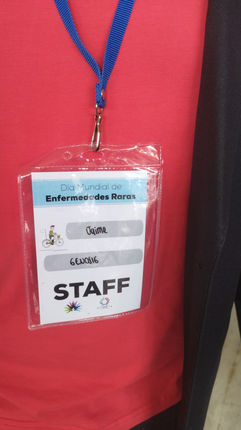 Día Mundial de
Enfermedades Raras
Jaime
STAFF